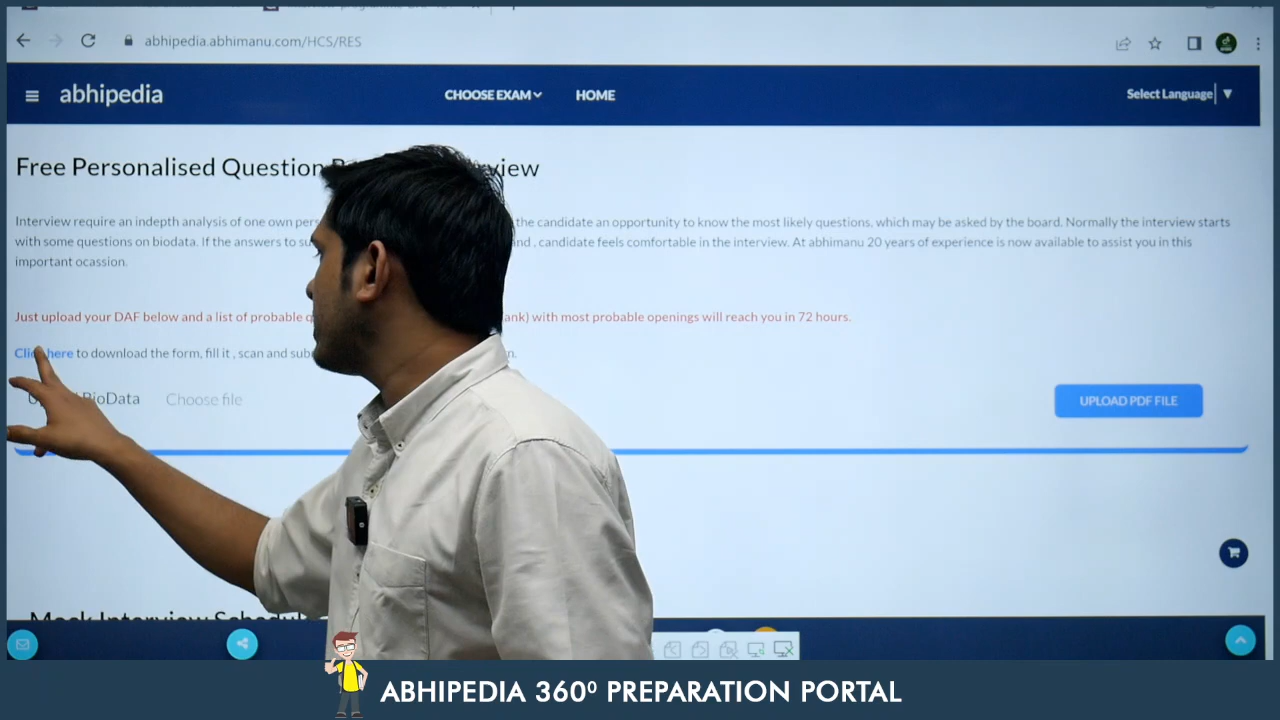 abhipedia.abhimanu.com/HCS/RES
abhipedia
CHOOSE EXAM
HOME
Select Language
Free Personalised Question view
Interview require an indepth analysis of one own the candidate an opportunity to know the most likely questions, which may be asked by the board. Normally the interview starts
with some questions on biodata. If the answers to , candidate feels comfortable in the interview. At abhimanu 20 years of experience is now available to assist you in this
important ocassion.
Just upload your DAF below and a list of probable with most probable openings will reach you in 72 hours.
Click here to download the form, fill it , scan and
BioData Choose file
UPLOAD PDF FILE
Mock Interview
ABHIPEDIA 360⁰ PREPARATION PORTAL